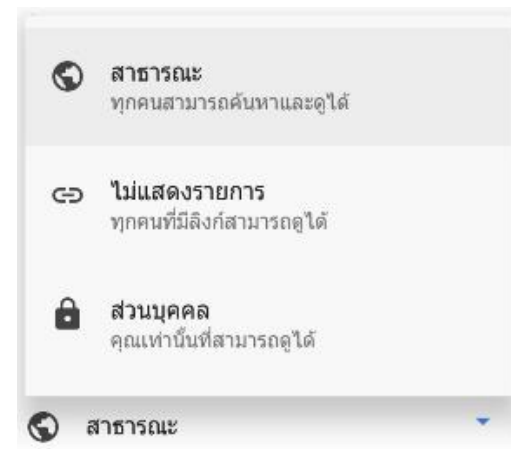 สาธารณะ
ทุกคนสามารถค้นหาและดูได้
ไม่แสดงรายการ
ทุกคนที่มีลิงก์สามารถดูได้
ส่วนบุคคล
คุณเท่านั้นที่สามารถดูได้
สาธารณะ